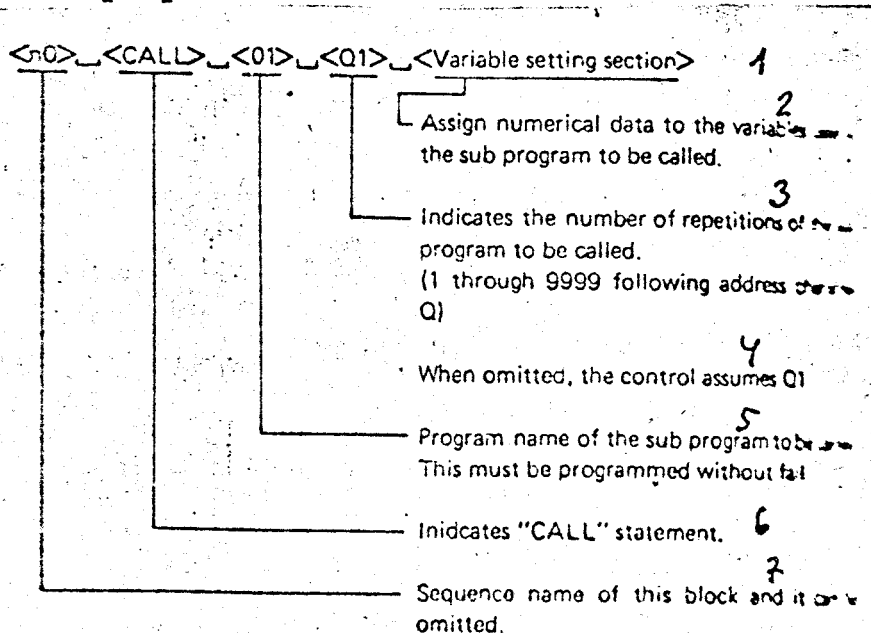 <n0>␣<CALL>␣<O1>␣<Q1>␣<Variable setting section> 1
2
Assign numerical data to the variables
the sub program to be called.
3
Indicates the number of repetitions of
program to be called.
(1 through 9999 following address
Q)
4
When omitted, the control assumes Q1
5
Program name of the sub program to be
This must be programmed without fail
Inidcates "CALL" statement. 6
7
Sequence name of this block and it
omitted.